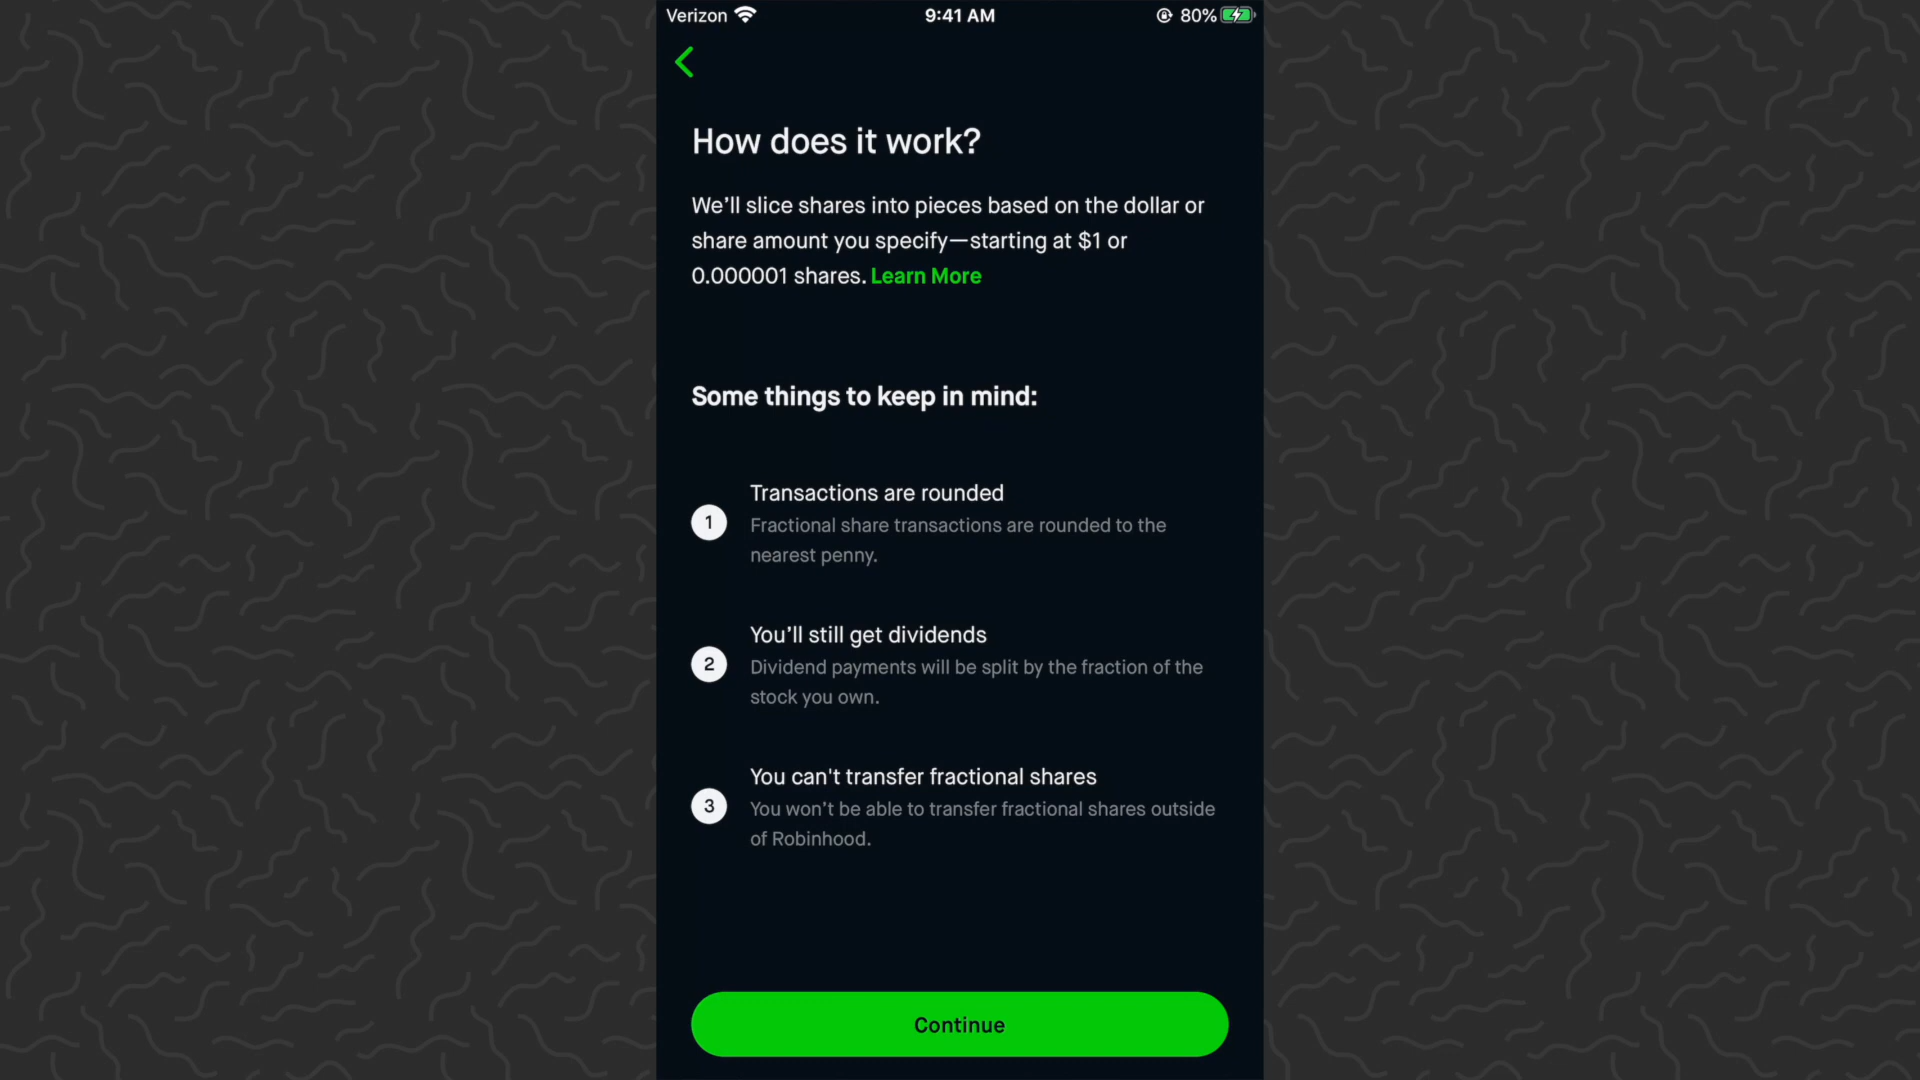 Verizon 9:41 AM 80%
How does it work?
We’ll slice shares into pieces based on the dollar or
share amount you specify—starting at $1 or
0.000001 shares. Learn More
Some things to keep in mind:
1 Transactions are rounded
Fractional share transactions are rounded to the
nearest penny.
2 You’ll still get dividends
Dividend payments will be split by the fraction of the
stock you own.
3 You can't transfer fractional shares
You won’t be able to transfer fractional shares outside
of Robinhood.
Continue